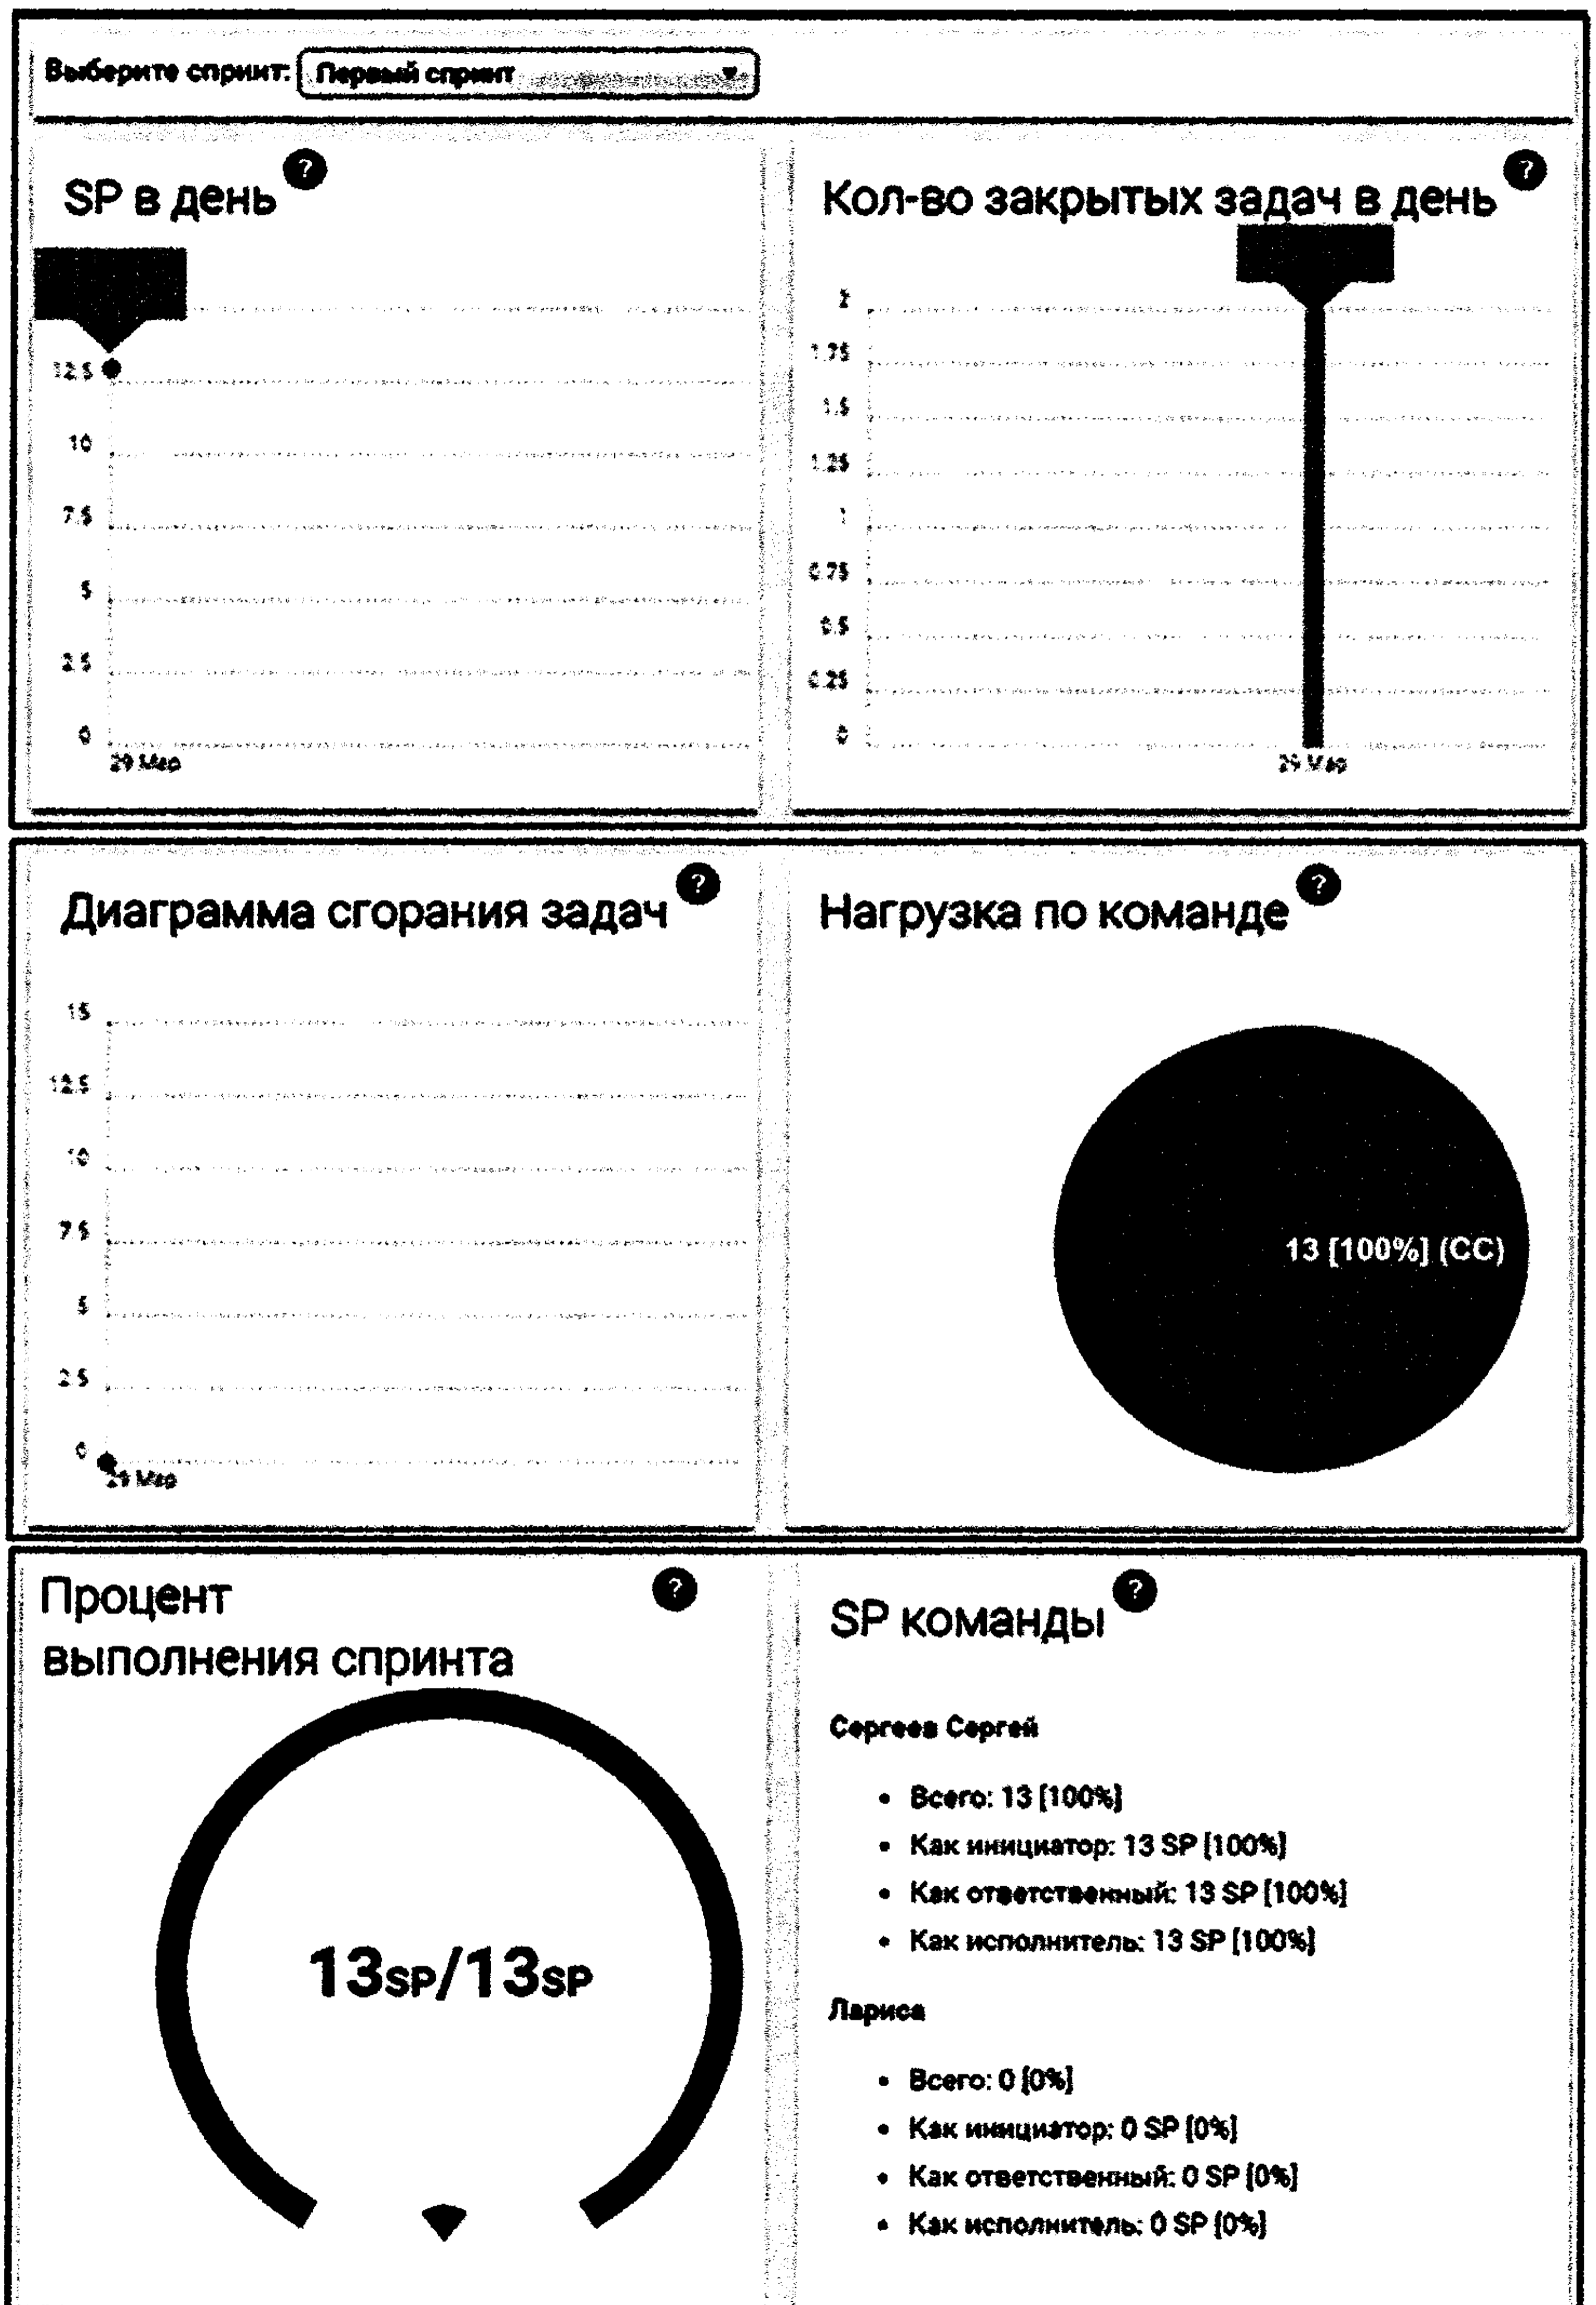 Выберите спринт: Первый спринт
SP в день ?
12.5
10
7.5
5
2.5
0
29 Мар
Кол-во закрытых задач в день ?
2
1.75
1.5
1.25
1
0.75
0.5
0.25
0
29 Мар
Диаграмма сгорания задач ?
15
12.5
10
7.5
5
2.5
0
29 Мар
Нагрузка по команде ?
13 [100%] (СС)
Процент ?
выполнения спринта
13SP/13SP
SP команды ?
Сергеев Сергей
• Всего: 13 [100%]
• Как инициатор: 13 SP [100%]
• Как ответственный: 13 SP [100%]
• Как исполнитель: 13 SP [100%]
Лариса
• Всего: 0 [0%]
• Как инициатор: 0 SP [0%]
• Как ответственный: 0 SP [0%]
• Как исполнитель: 0 SP [0%]